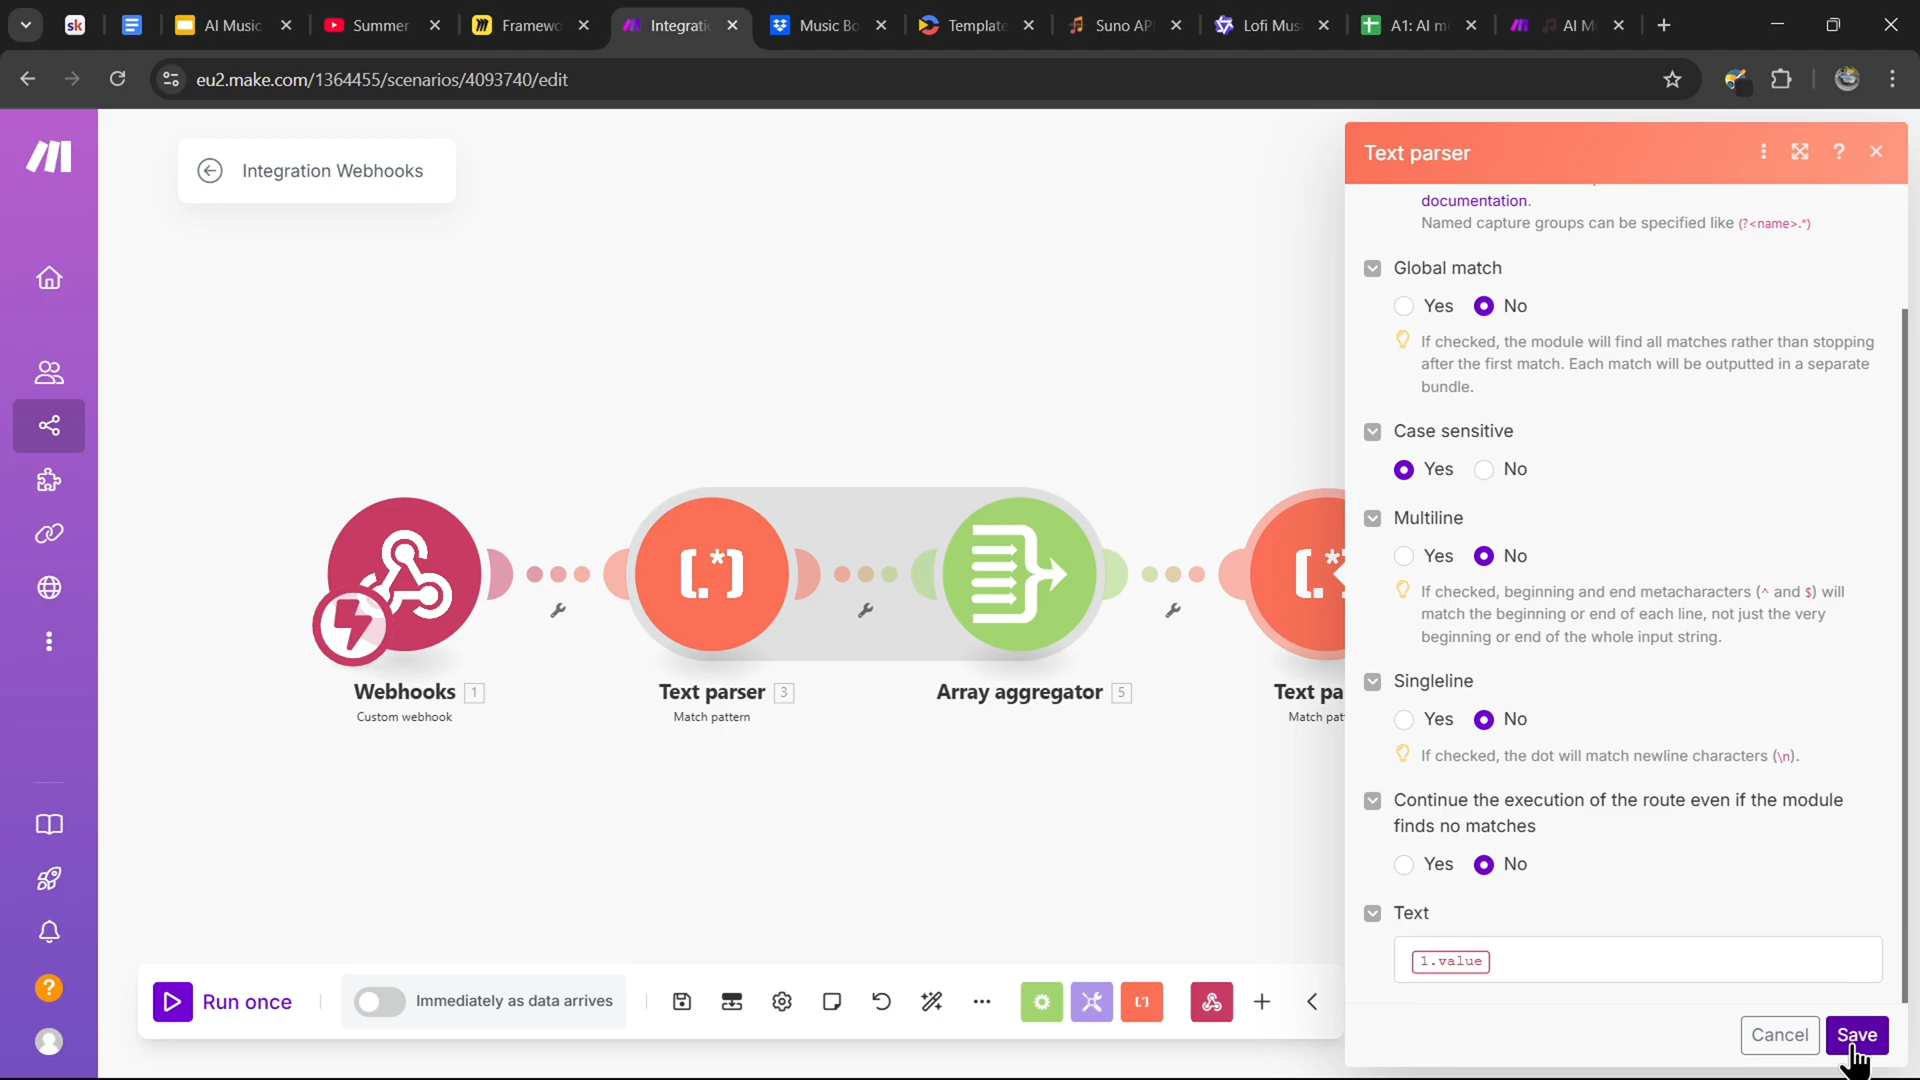 sk
AI Music
Summer
Framewo
Integratio
Music Bo
Template
Suno API
Lofi Mus
A1: AI m
AI M
eu2.make.com/1364455/scenarios/4093740/edit
Integration Webhooks
Text parser
documentation.
Named capture groups can be specified like (?<name>.*)
Global match
Yes No
If checked, the module will find all matches rather than stopping
after the first match. Each match will be outputted in a separate
bundle.
Case sensitive
Yes No
Multiline
Yes No
If checked, beginning and end metacharacters (^ and $) will
match the beginning or end of each line, not just the very
beginning or end of the whole input string.
Singleline
Yes No
If checked, the dot will match newline characters (\n).
Continue the execution of the route even if the module
finds no matches
Yes No
Text
1.value
Cancel Save
Webhooks 1
Custom webhook
Text parser 3
Match pattern
Array aggregator 5
Text pa
Match pat
Run once
Immediately as data arrives